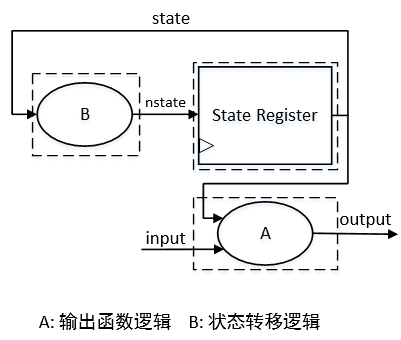 state
B
nstate
State Register
A
input
output
A: 输出函数逻辑 B: 状态转移逻辑